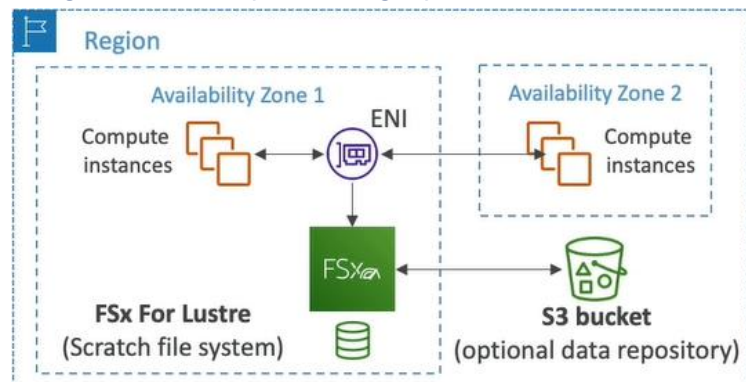 Region
Availability Zone 1
Availability Zone 2
ENI
Compute
instances
Compute
instances
FSx
FSx For Lustre
(Scratch file system)
S3 bucket
(optional data repository)